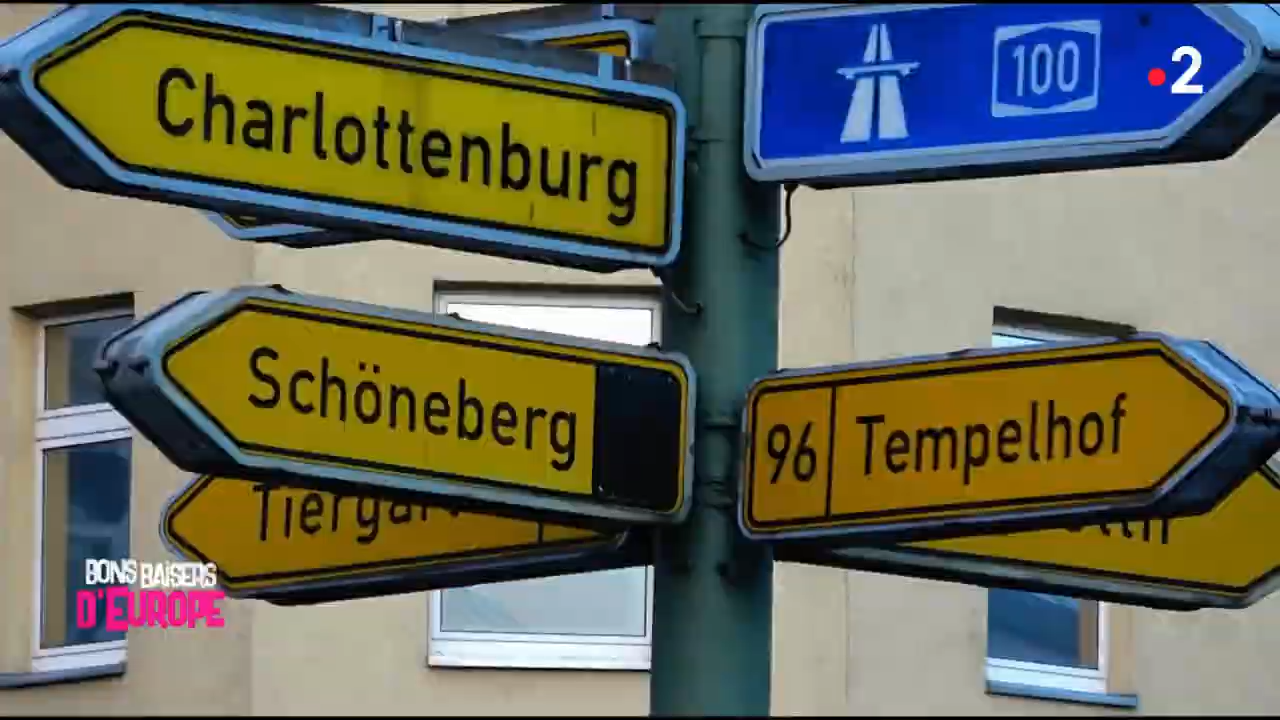 Charlottenburg
100
2
Schöneberg
96 Tempelhof
BONS BAISERS
D'EUROPE